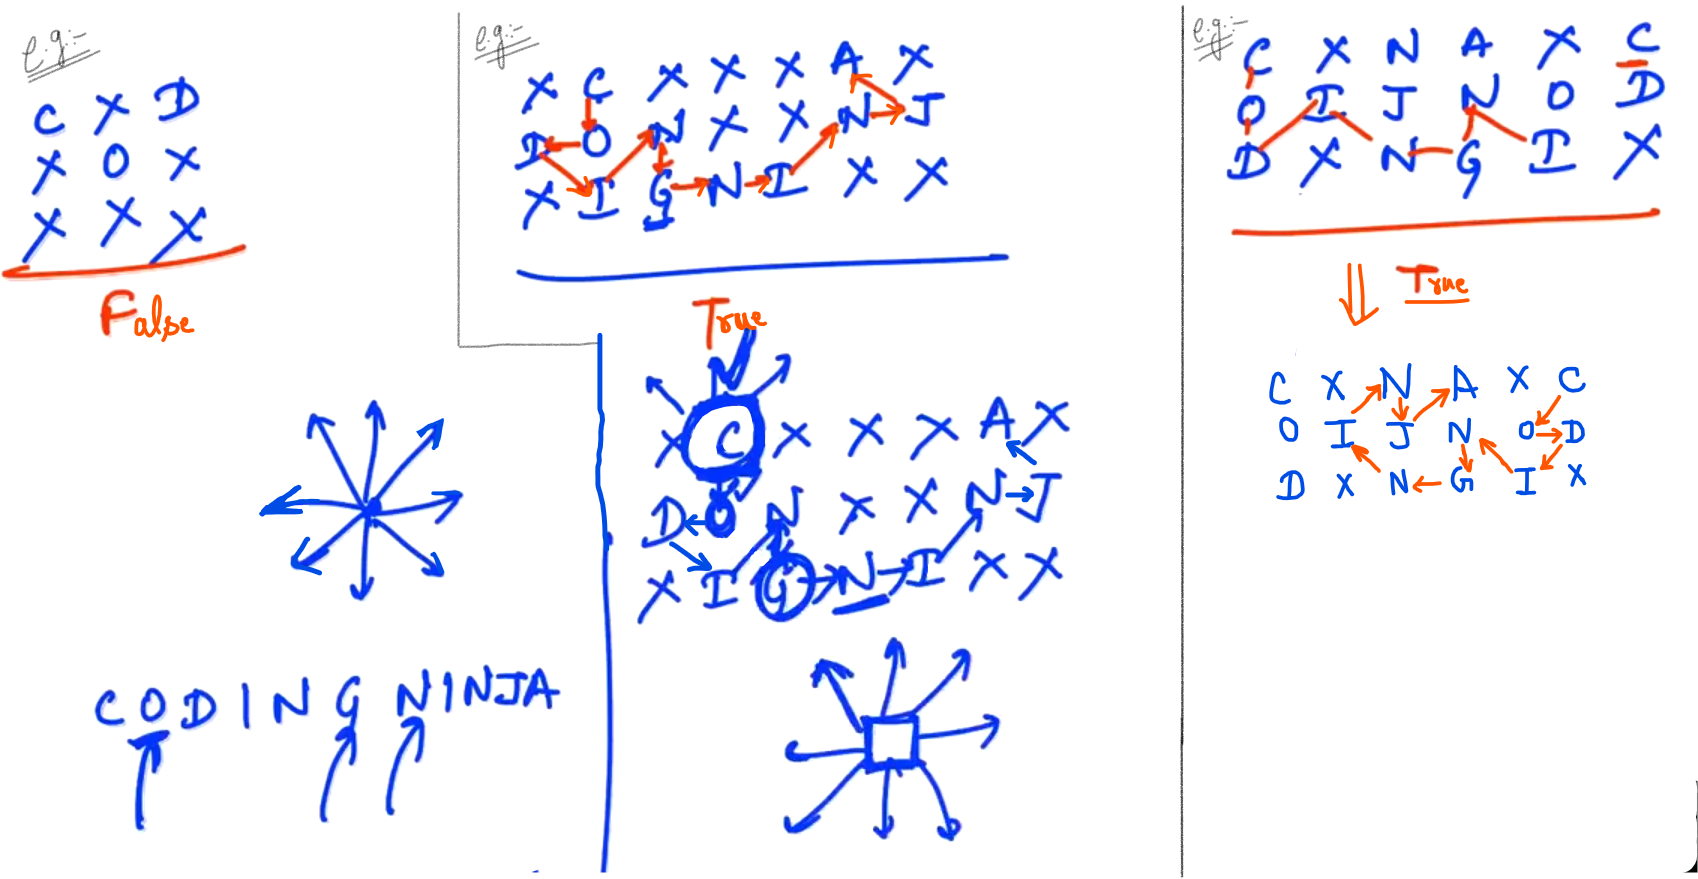 e.g:-
C X D
X O X
X X X
False
e.g:-
X C X X X A X
D O N X X N J
X I G N I X X
True
X C X X X A X
D O N X X N J
X I G N I X X
CODING NINJA
e.g:-
C X N A X C
O I J N O D
D X N G I X
True
C X N A X C
O I J N O D
D X N G I X